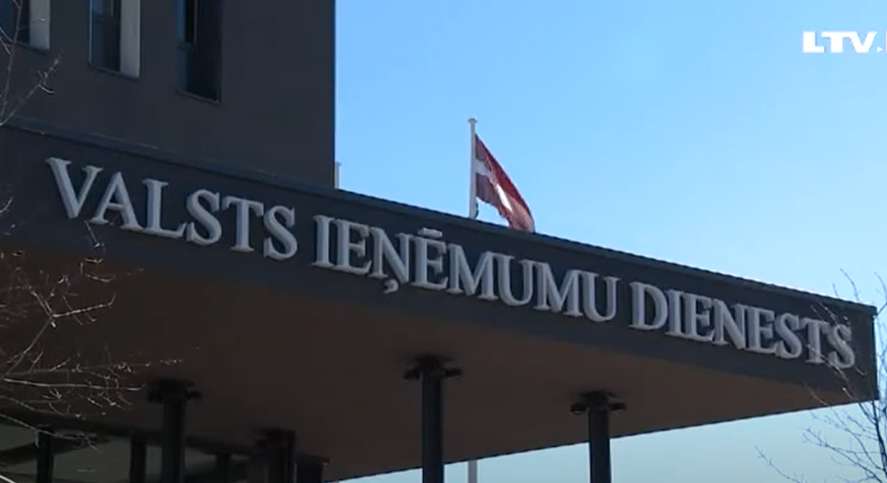 LTV.
VALSTS IEŅĒMUMU DIENESTS